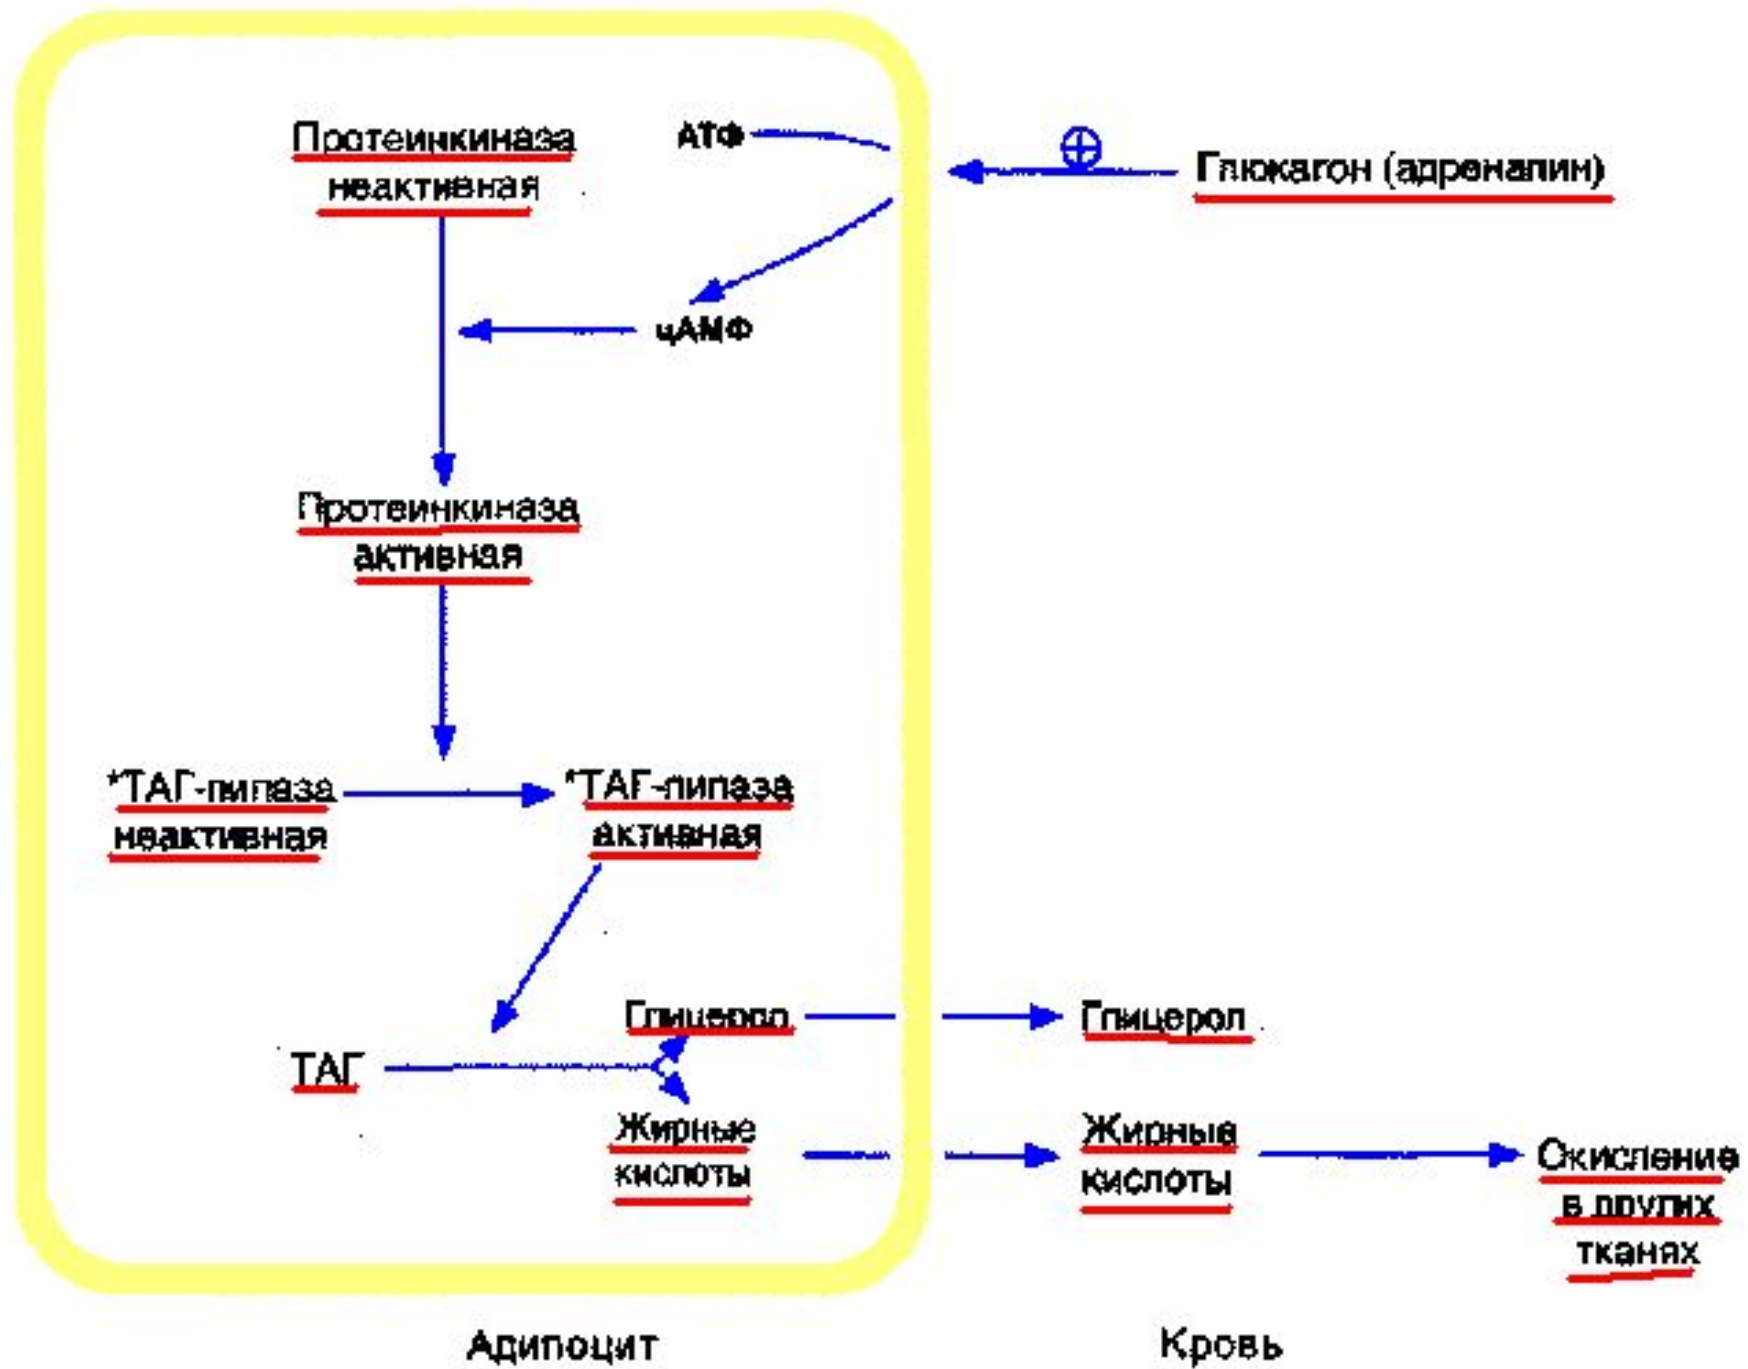 Протеинкиназа
неактивная
АТФ
Глюкагон (адреналин)
цАМФ
Протеинкиназа
активная
*ТАГ-липаза
неактивная
*ТАГ-липаза
активная
Глицерол
Глицерол
ТАГ
Жирные
кислоты
Жирные
кислоты
Окисление
в других
тканях
Адипоцит
Кровь